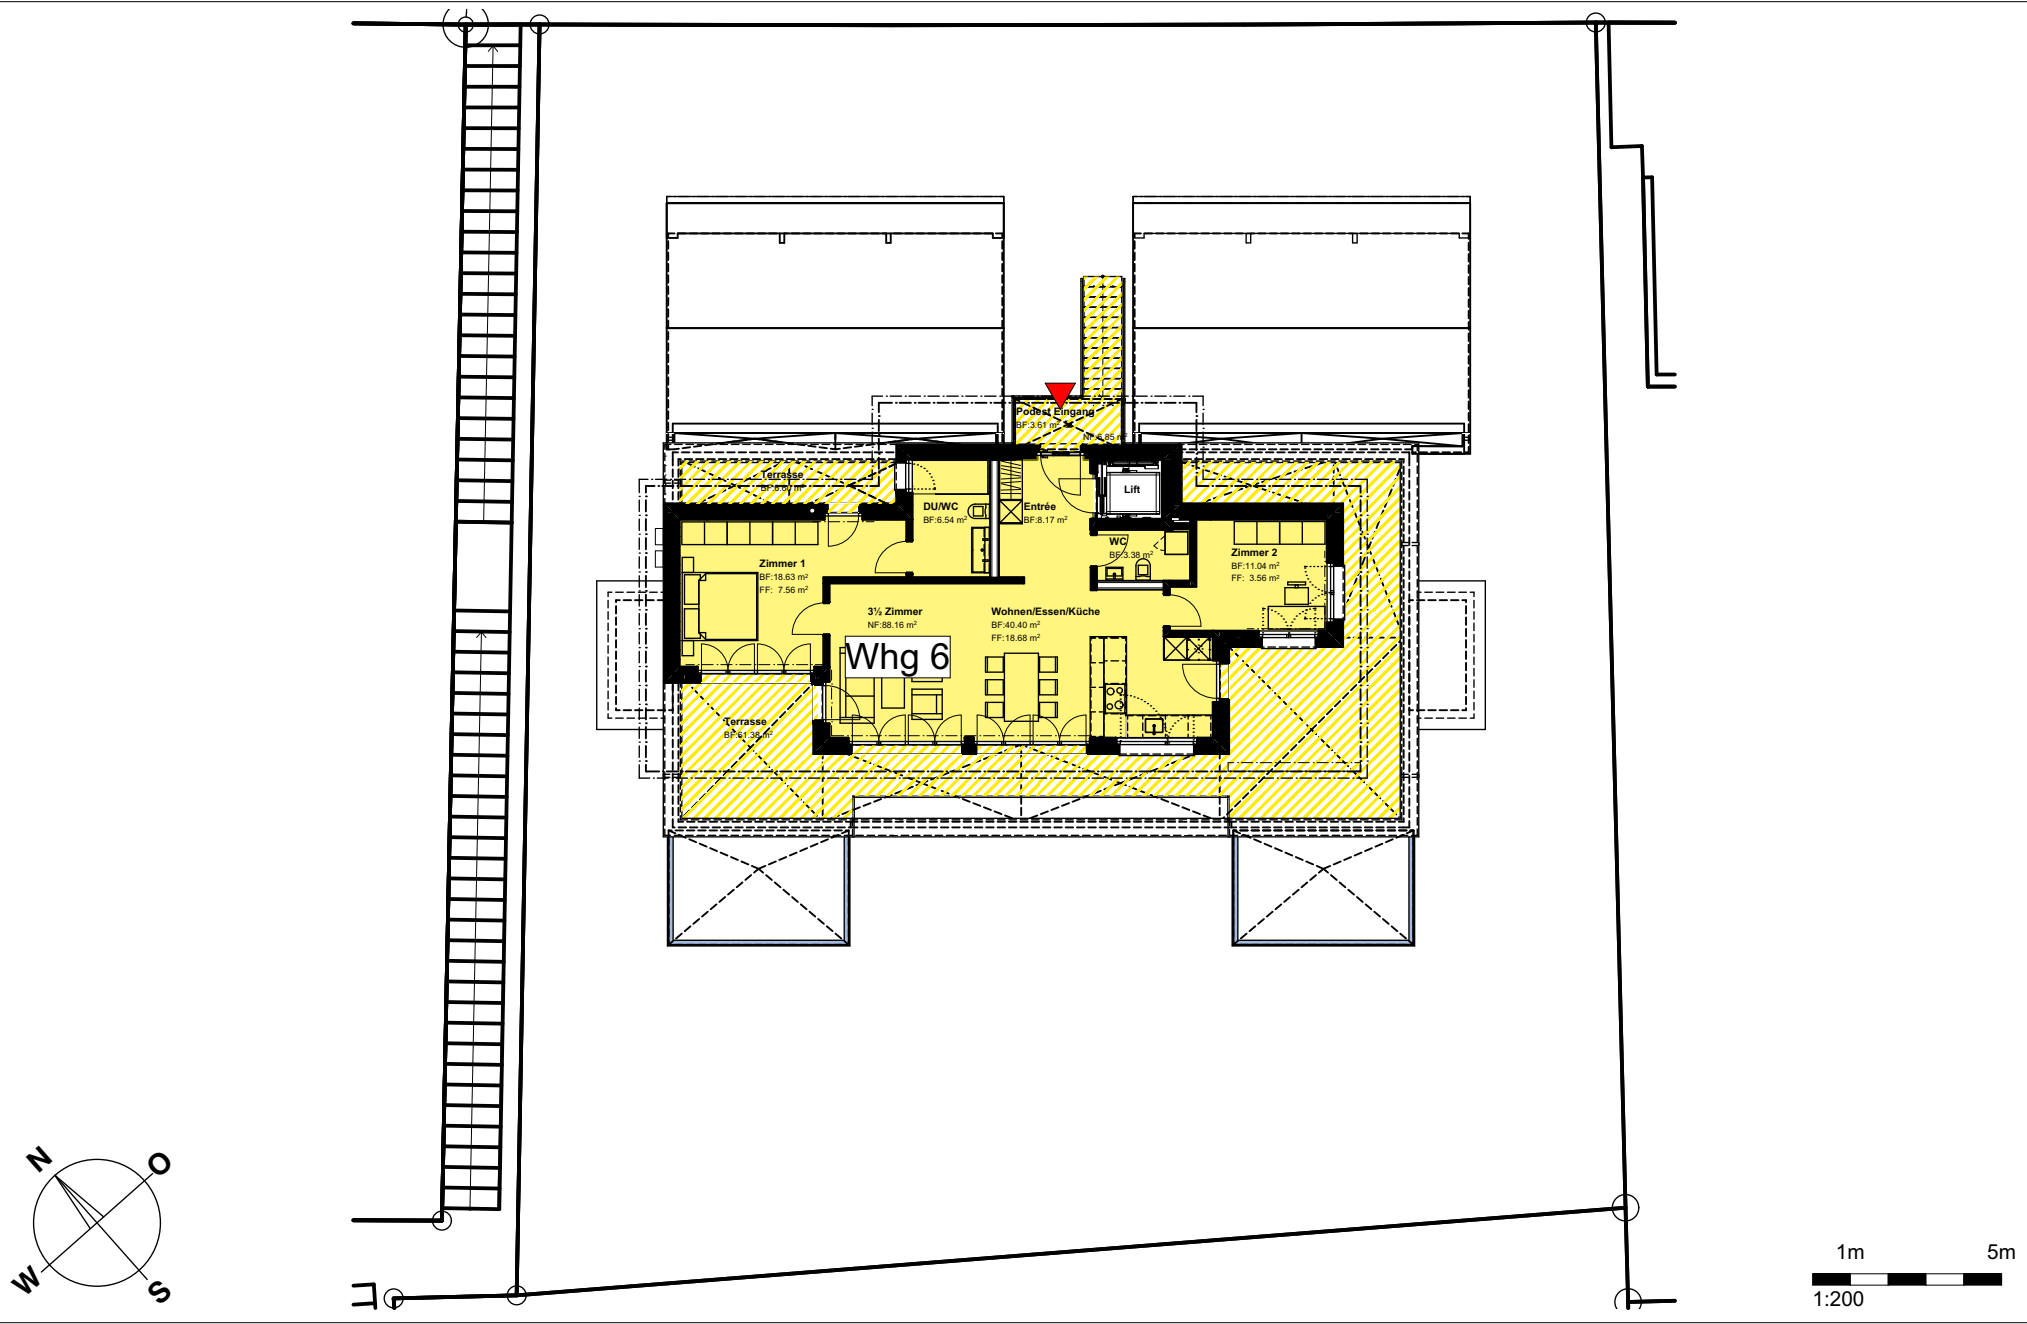 Podest Eingang
BF:3.61 m²
NF:6.85 m²
Terrasse
Lift
DU/WC
BF:6.54 m²
Entrée
BF:8.17 m²
WC
BF:3.38 m²
Zimmer 2
BF:11.04 m²
FF: 3.56 m²
Zimmer 1
BF:18.63 m²
FF: 7.56 m²
3½ Zimmer
NF:88.16 m²
Wohnen/Essen/Küche
BF:40.40 m²
FF:18.68 m²
Whg 6
Terrasse
BF:61.38 m²
N
O
W
S
1m
5m
1:200